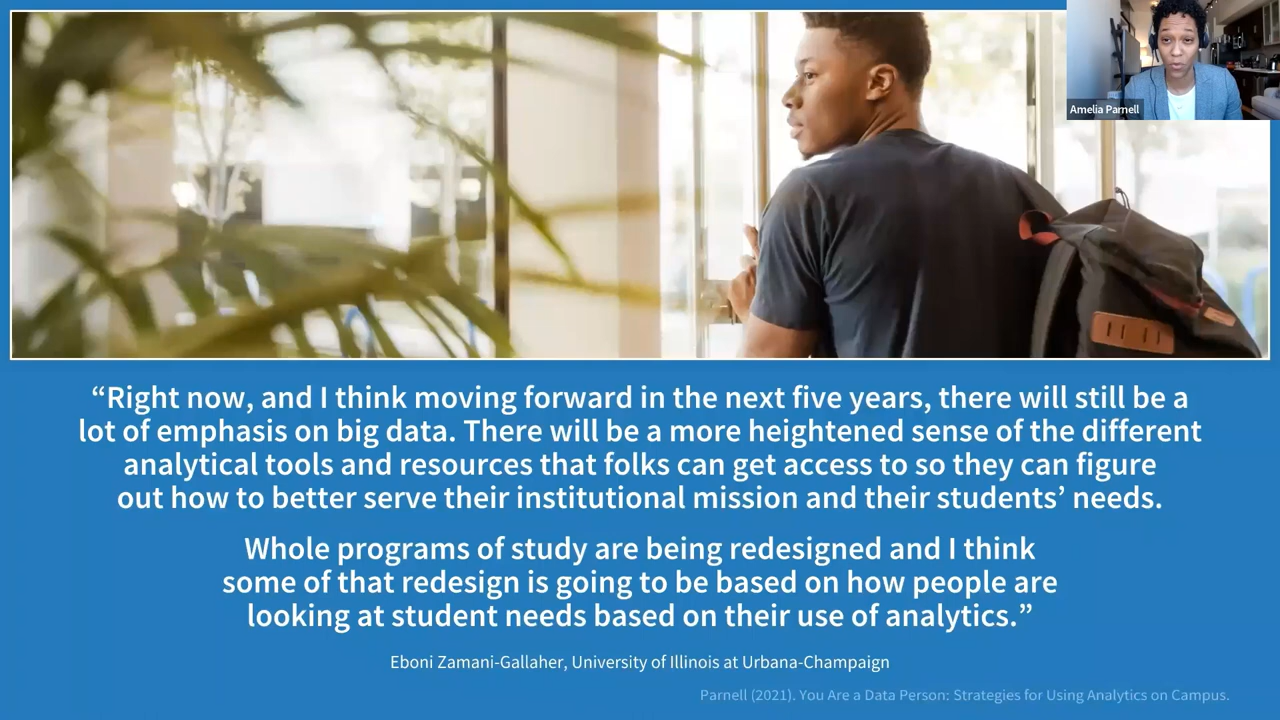 Amelia Parnell
“Right now, and I think moving forward in the next five years, there will still be a
lot of emphasis on big data. There will be a more heightened sense of the different
analytical tools and resources that folks can get access to so they can figure
out how to better serve their institutional mission and their students’ needs.
Whole programs of study are being redesigned and I think
some of that redesign is going to be based on how people are
looking at student needs based on their use of analytics.”
Eboni Zamani-Gallaher, University of Illinois at Urbana-Champaign
Parnell (2021). You Are a Data Person: Strategies for Using Analytics on Campus.